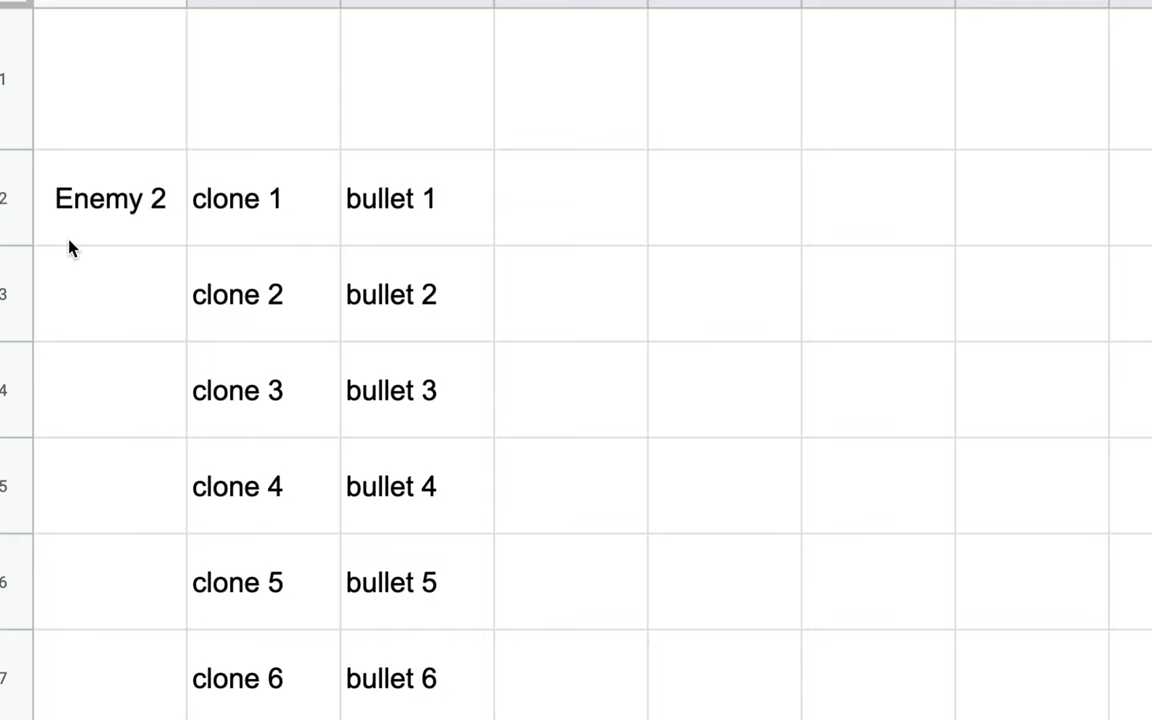 1
2 Enemy 2 clone 1 bullet 1
3 clone 2 bullet 2
4 clone 3 bullet 3
5 clone 4 bullet 4
6 clone 5 bullet 5
7 clone 6 bullet 6